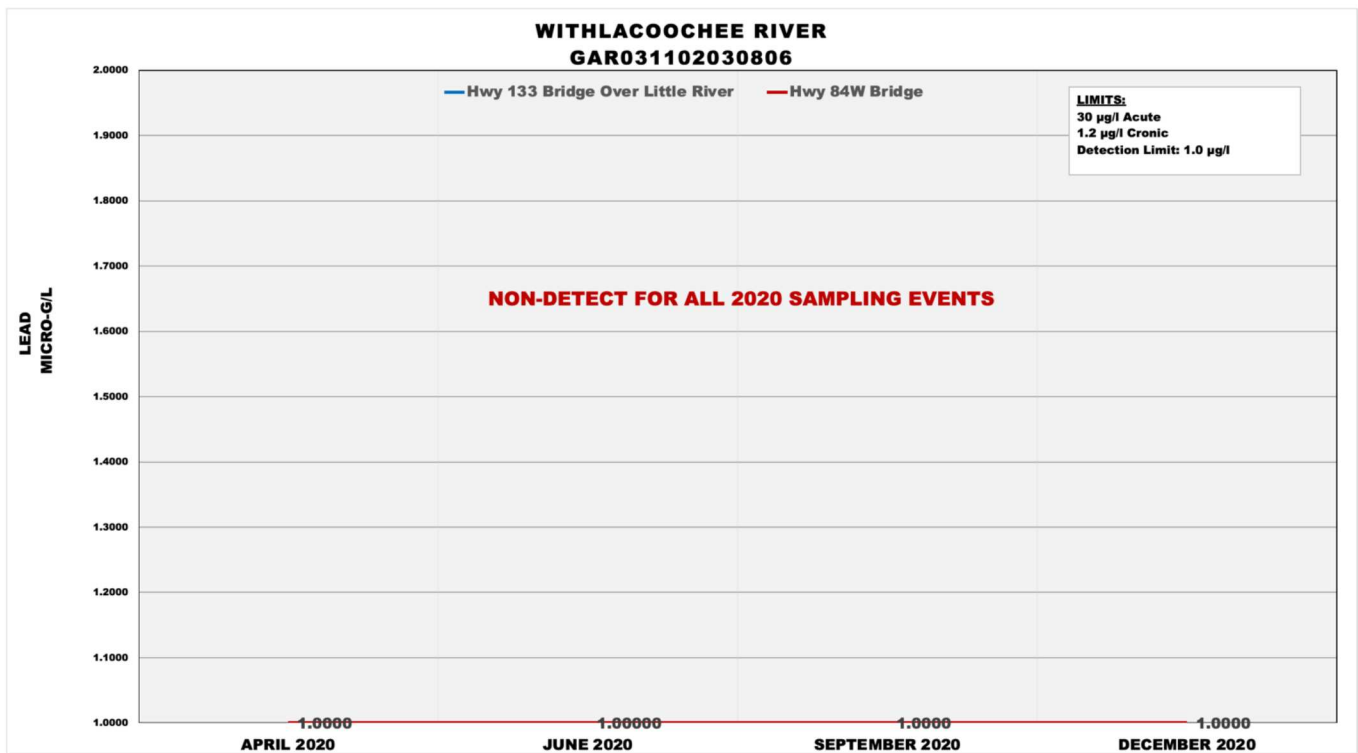 WITHLACOOCHEE RIVER
GAR031102030806
Hwy 133 Bridge Over Little River
Hwy 84W Bridge
LIMITS:
30 µg/l Acute
1.2 µg/l Cronic
Detection Limit: 1.0 µg/l
NON-DETECT FOR ALL 2020 SAMPLING EVENTS
LEAD
MICRO-G/L
2.0000
1.9000
1.8000
1.7000
1.6000
1.5000
1.4000
1.3000
1.2000
1.1000
1.0000
1.0000
1.00000
1.0000
1.0000
APRIL 2020
JUNE 2020
SEPTEMBER 2020
DECEMBER 2020